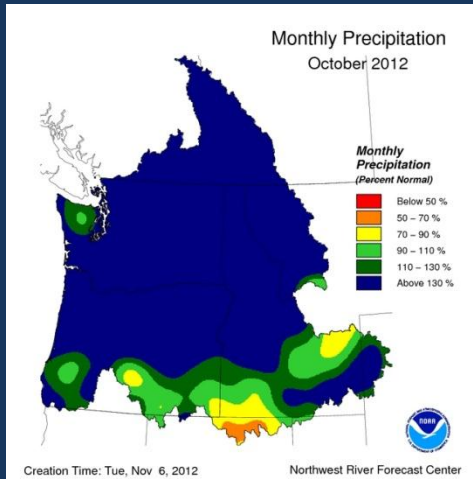 Monthly Precipitation
October 2012
Monthly
Precipitation
(Percent Normal)
Below 50 %
50 – 70 %
70 – 90 %
90 – 110 %
110 – 130 %
Above 130 %
NOAA
Creation Time: Tue, Nov 6, 2012
Northwest River Forecast Center